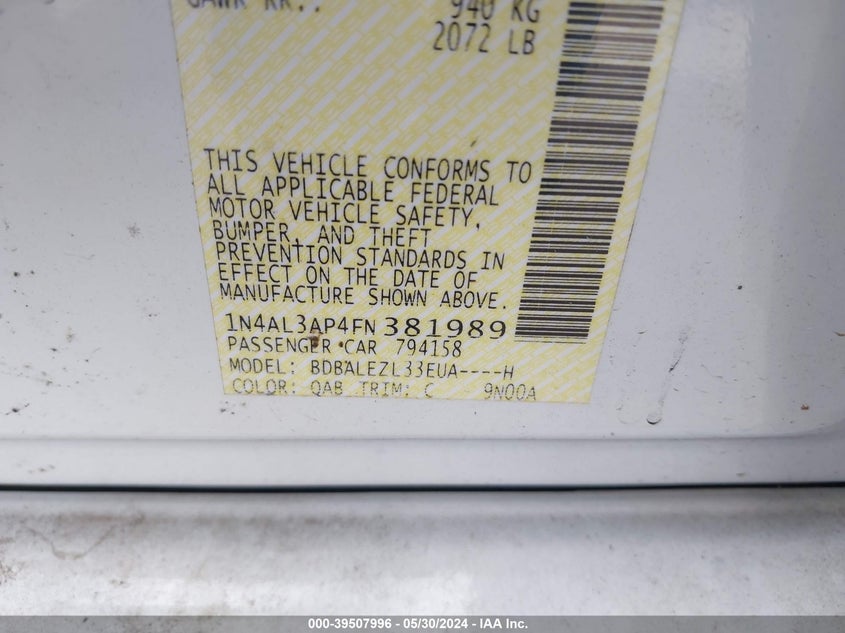 GAWR RR.: 940 KG
2072 LB
THIS VEHICLE CONFORMS TO
ALL APPLICABLE FEDERAL
MOTOR VEHICLE SAFETY,
BUMPER, AND THEFT
PREVENTION STANDARDS IN
EFFECT ON THE DATE OF
MANUFACTURE SHOWN ABOVE.
1N4AL3AP4FN381989
PASSENGER CAR 794158
MODEL: BDBALEZL33EUA----H
COLOR: QAB TRIM: C 9N00A
000-39507996 - 05/30/2024 - IAA Inc.